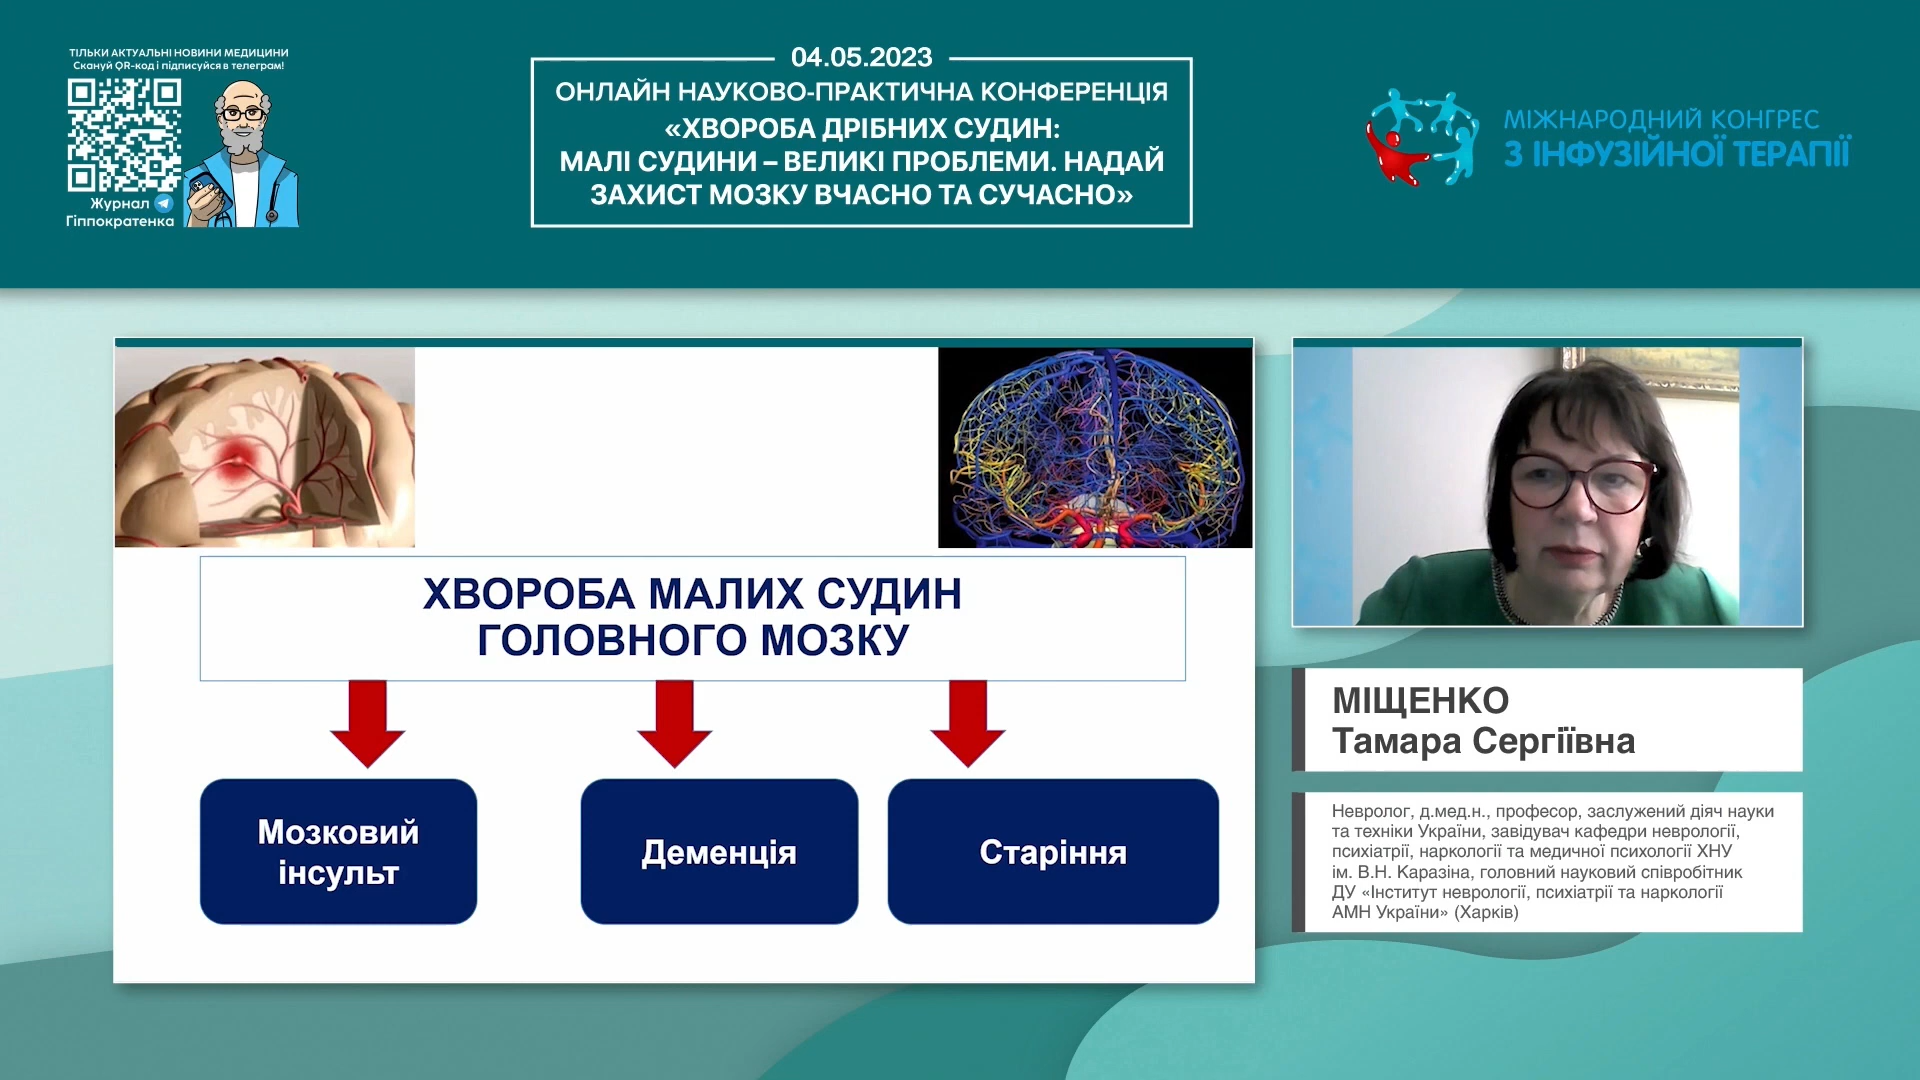 ТІЛЬКИ АКТУАЛЬНІ НОВИНИ МЕДИЦИНИ
Скануй QR-код і підписуйся в телеграм!
Журнал
Гіппократенка
04.05.2023
ОНЛАЙН НАУКОВО-ПРАКТИЧНА КОНФЕРЕНЦІЯ
«ХВОРОБА ДРІБНИХ СУДИН:
МАЛІ СУДИНИ – ВЕЛИКІ ПРОБЛЕМИ. НАДАЙ
ЗАХИСТ МОЗКУ ВЧАСНО ТА СУЧАСНО»
МІЖНАРОДНИЙ КОНГРЕС
З ІНФУЗІЙНОЇ ТЕРАПІЇ
ХВОРОБА МАЛИХ СУДИН
ГОЛОВНОГО МОЗКУ
Мозковий
інсульт
Деменція
Старіння
МІЩЕНКО
Тамара Сергіївна
Невролог, д.мед.н., професор, заслужений діяч науки
та техніки України, завідувач кафедри неврології,
психіатрії, наркології та медичної психології ХНУ
ім. В.Н. Каразіна, головний науковий співробітник
ДУ «Інститут неврології, психіатрії та наркології
АМН України» (Харків)